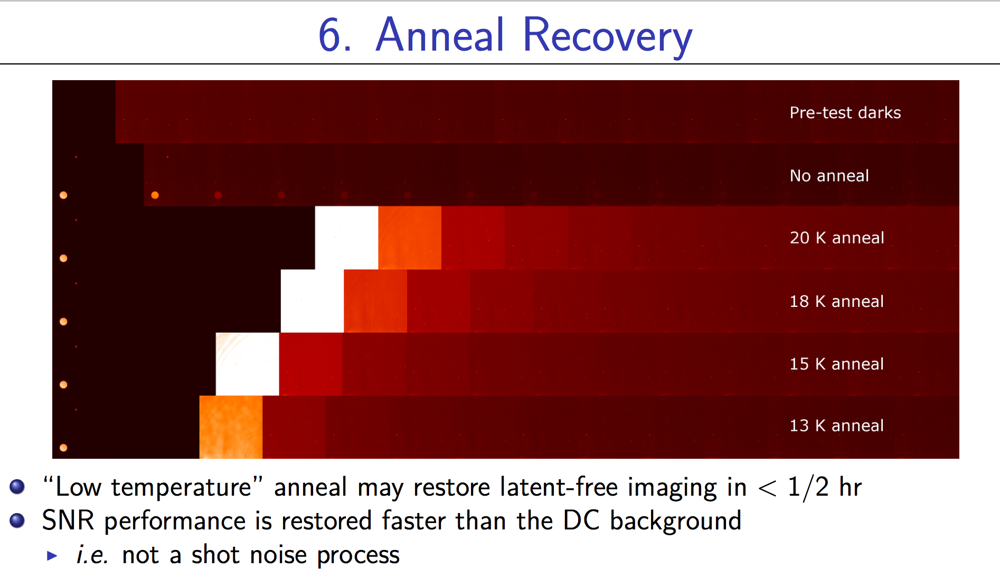 6. Anneal Recovery
Pre-test darks
No anneal
20 K anneal
18 K anneal
15 K anneal
13 K anneal
“Low temperature” anneal may restore latent-free imaging in < 1/2 hr
SNR performance is restored faster than the DC background
i.e. not a shot noise process